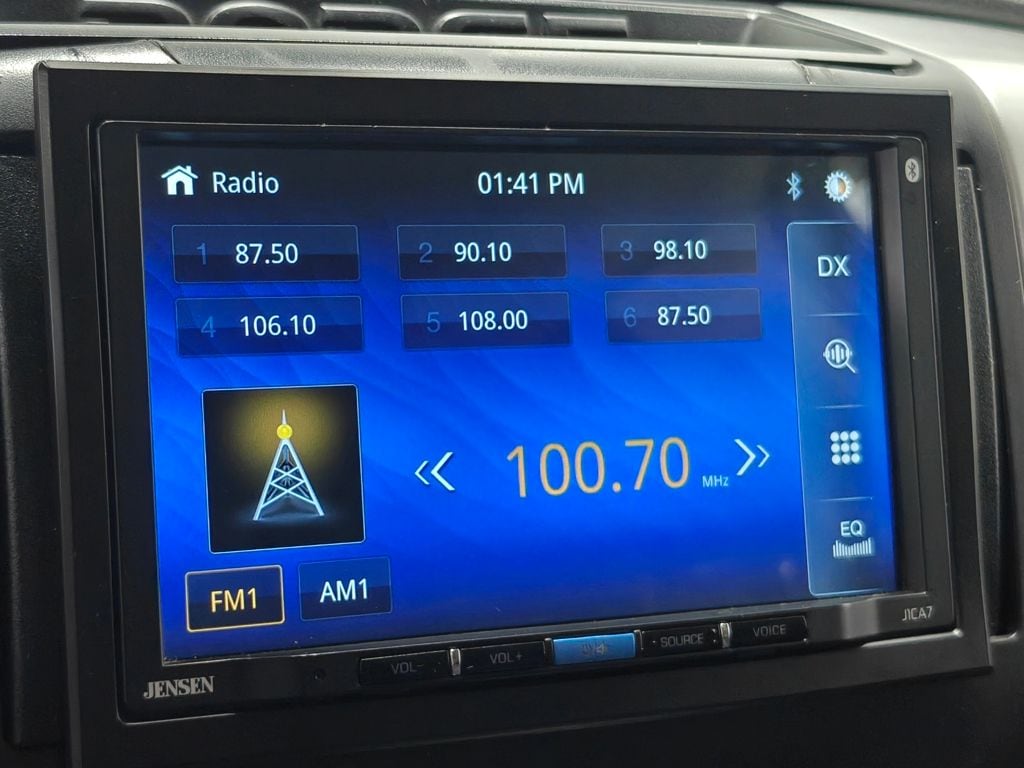 Radio 01:41 PM
1 87.50 2 90.10 3 98.10
DX
4 106.10 5 108.00 6 87.50
100.70 MHz
EQ
FM1 AM1
VOL- VOL+ SOURCE VOICE
J1CA7
JENSEN